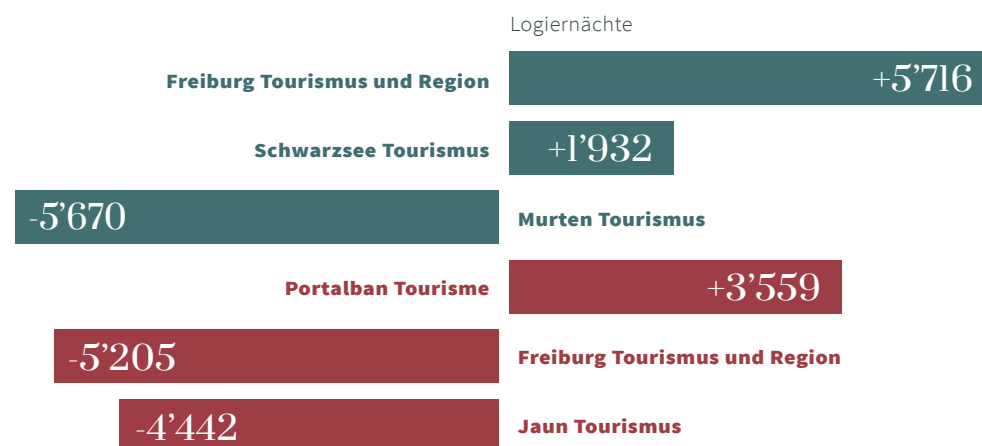 Logiernächte
Freiburg Tourismus und Region +5’716
Schwarzsee Tourismus +1’932
-5’670 Murten Tourismus
Portalban Tourisme +3’559
-5’205 Freiburg Tourismus und Region
-4’442 Jaun Tourismus